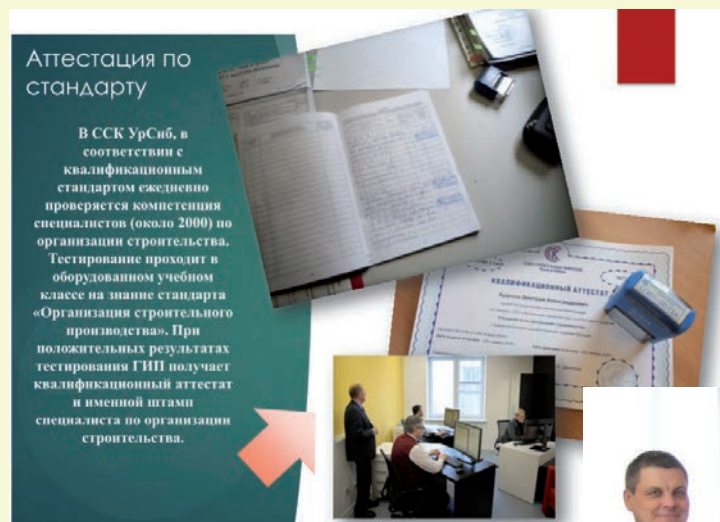 Аттестация по
стандарту
В ССК УрСиб, в
соответствии с
квалификационным
стандартом ежедневно
проверяется компетенция
специалистов (около 2000) по
организации строительства.
Тестирование проходит в
оборудованном учебном
классе на знание стандарта
«Организация строительного
производства». При
положительных результатах
тестирования ГИП получает
квалификационный аттестат
и именной штамп
специалиста по организации
строительства.
КВАЛИФИКАЦИОННЫЙ АТТЕСТАТ